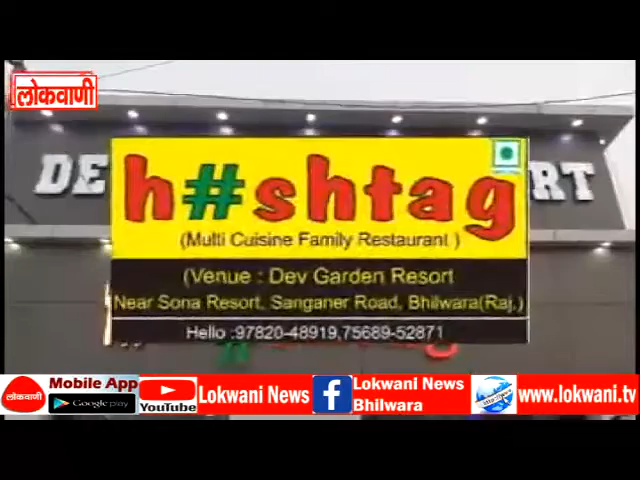 लोकवाणी
DE
RT
h#shtag
(Multi Cuisine Family Restaurant )
(Venue : Dev Garden Resort
Near Sona Resort, Sanganer Road, Bhilwara(Raj.)
Hello :97820-48919,75689-52871
लोकवाणी
Mobile App
Google play
YouTube
Lokwani News
Lokwani News
Bhilwara
www.lokwani.tv